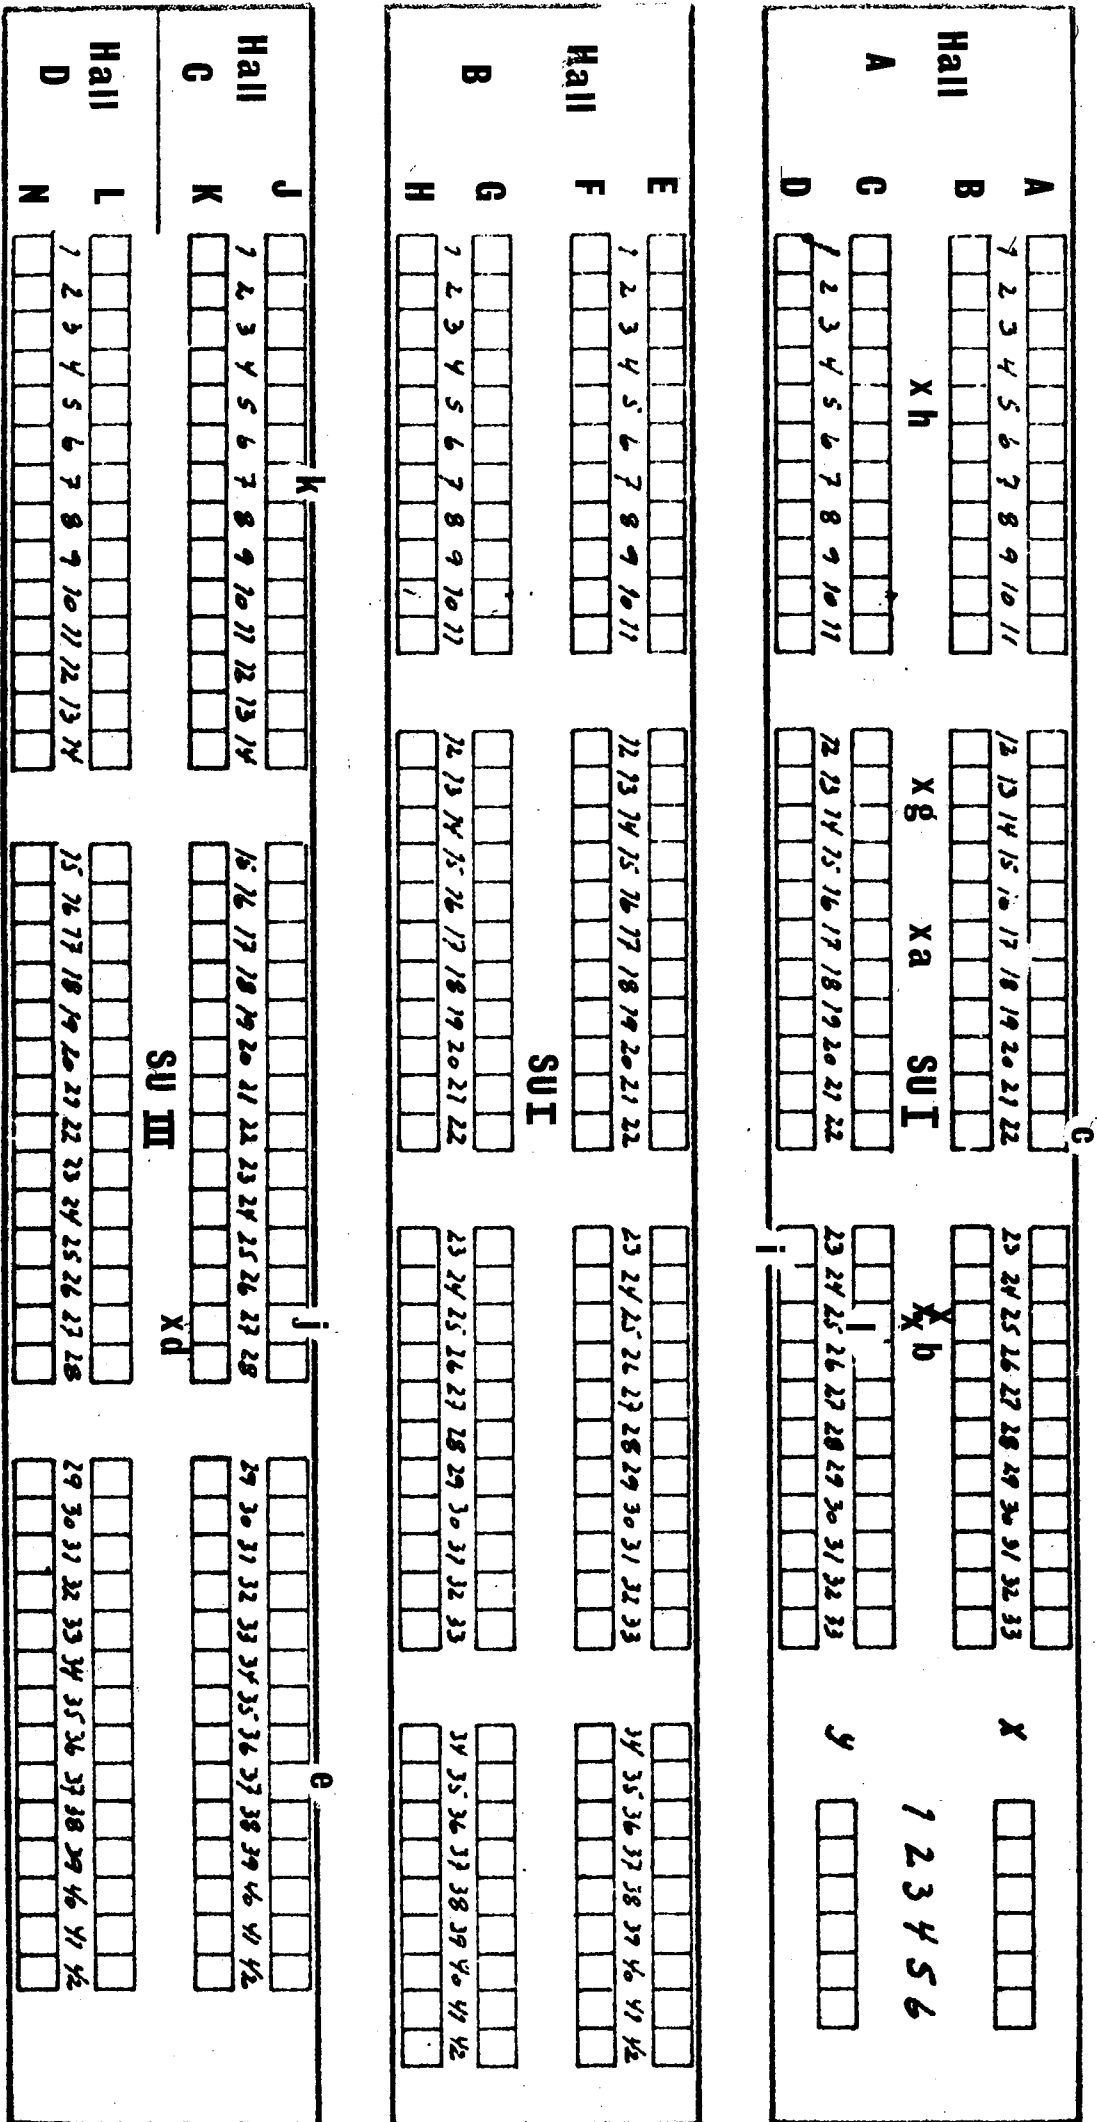 c
A
1 2 3 4 5 6 7 8 9 10 11 12 13 14 15 16 17 18 19 20 21 22 23 24 25 26 27 28 29 30 31 32 33
X
B
Hall
A
x h
x g
x a
SU I
x
x b
1 2 3 4 5 6
C
l
1 2 3 4 5 6 7 8 9 10 11 12 13 14 15 16 17 18 19 20 21 22 23 24 25 26 27 28 29 30 31 32 33
y
D
i
E
1 2 3 4 5 6 7 8 9 10 11 12 13 14 15 16 17 18 19 20 21 22 23 24 25 26 27 28 29 30 31 32 33 34 35 36 37 38 39 40 41 42
F
Hall
B
SU I
G
1 2 3 4 5 6 7 8 9 10 11 12 13 14 15 16 17 18 19 20 21 22 23 24 25 26 27 28 29 30 31 32 33 34 35 36 37 38 39 40 41 42
H
k
j
e
J
Hall
C
1 2 3 4 5 6 7 8 9 10 11 12 13 14 15 16 17 18 19 20 21 22 23 24 25 26 27 28 29 30 31 32 33 34 35 36 37 38 39 40 41 42
K
x d
SU III
Hall
D
L
1 2 3 4 5 6 7 8 9 10 11 12 13 14 15 16 17 18 19 20 21 22 23 24 25 26 27 28 29 30 31 32 33 34 35 36 37 38 39 40 41 42
N